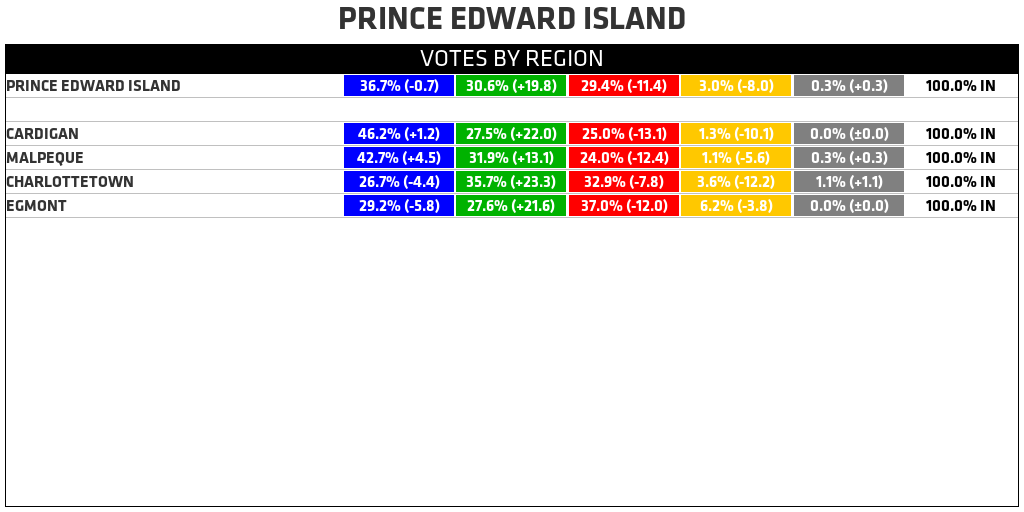 PRINCE EDWARD ISLAND
VOTES BY REGION
PRINCE EDWARD ISLAND 36.7% (-0.7) 30.6% (+19.8) 29.4% (-11.4) 3.0% (-8.0) 0.3% (+0.3) 100.0% IN
CARDIGAN 46.2% (+1.2) 27.5% (+22.0) 25.0% (-13.1) 1.3% (-10.1) 0.0% (±0.0) 100.0% IN
MALPEQUE 42.7% (+4.5) 31.9% (+13.1) 24.0% (-12.4) 1.1% (-5.6) 0.3% (+0.3) 100.0% IN
CHARLOTTETOWN 26.7% (-4.4) 35.7% (+23.3) 32.9% (-7.8) 3.6% (-12.2) 1.1% (+1.1) 100.0% IN
EGMONT 29.2% (-5.8) 27.6% (+21.6) 37.0% (-12.0) 6.2% (-3.8) 0.0% (±0.0) 100.0% IN